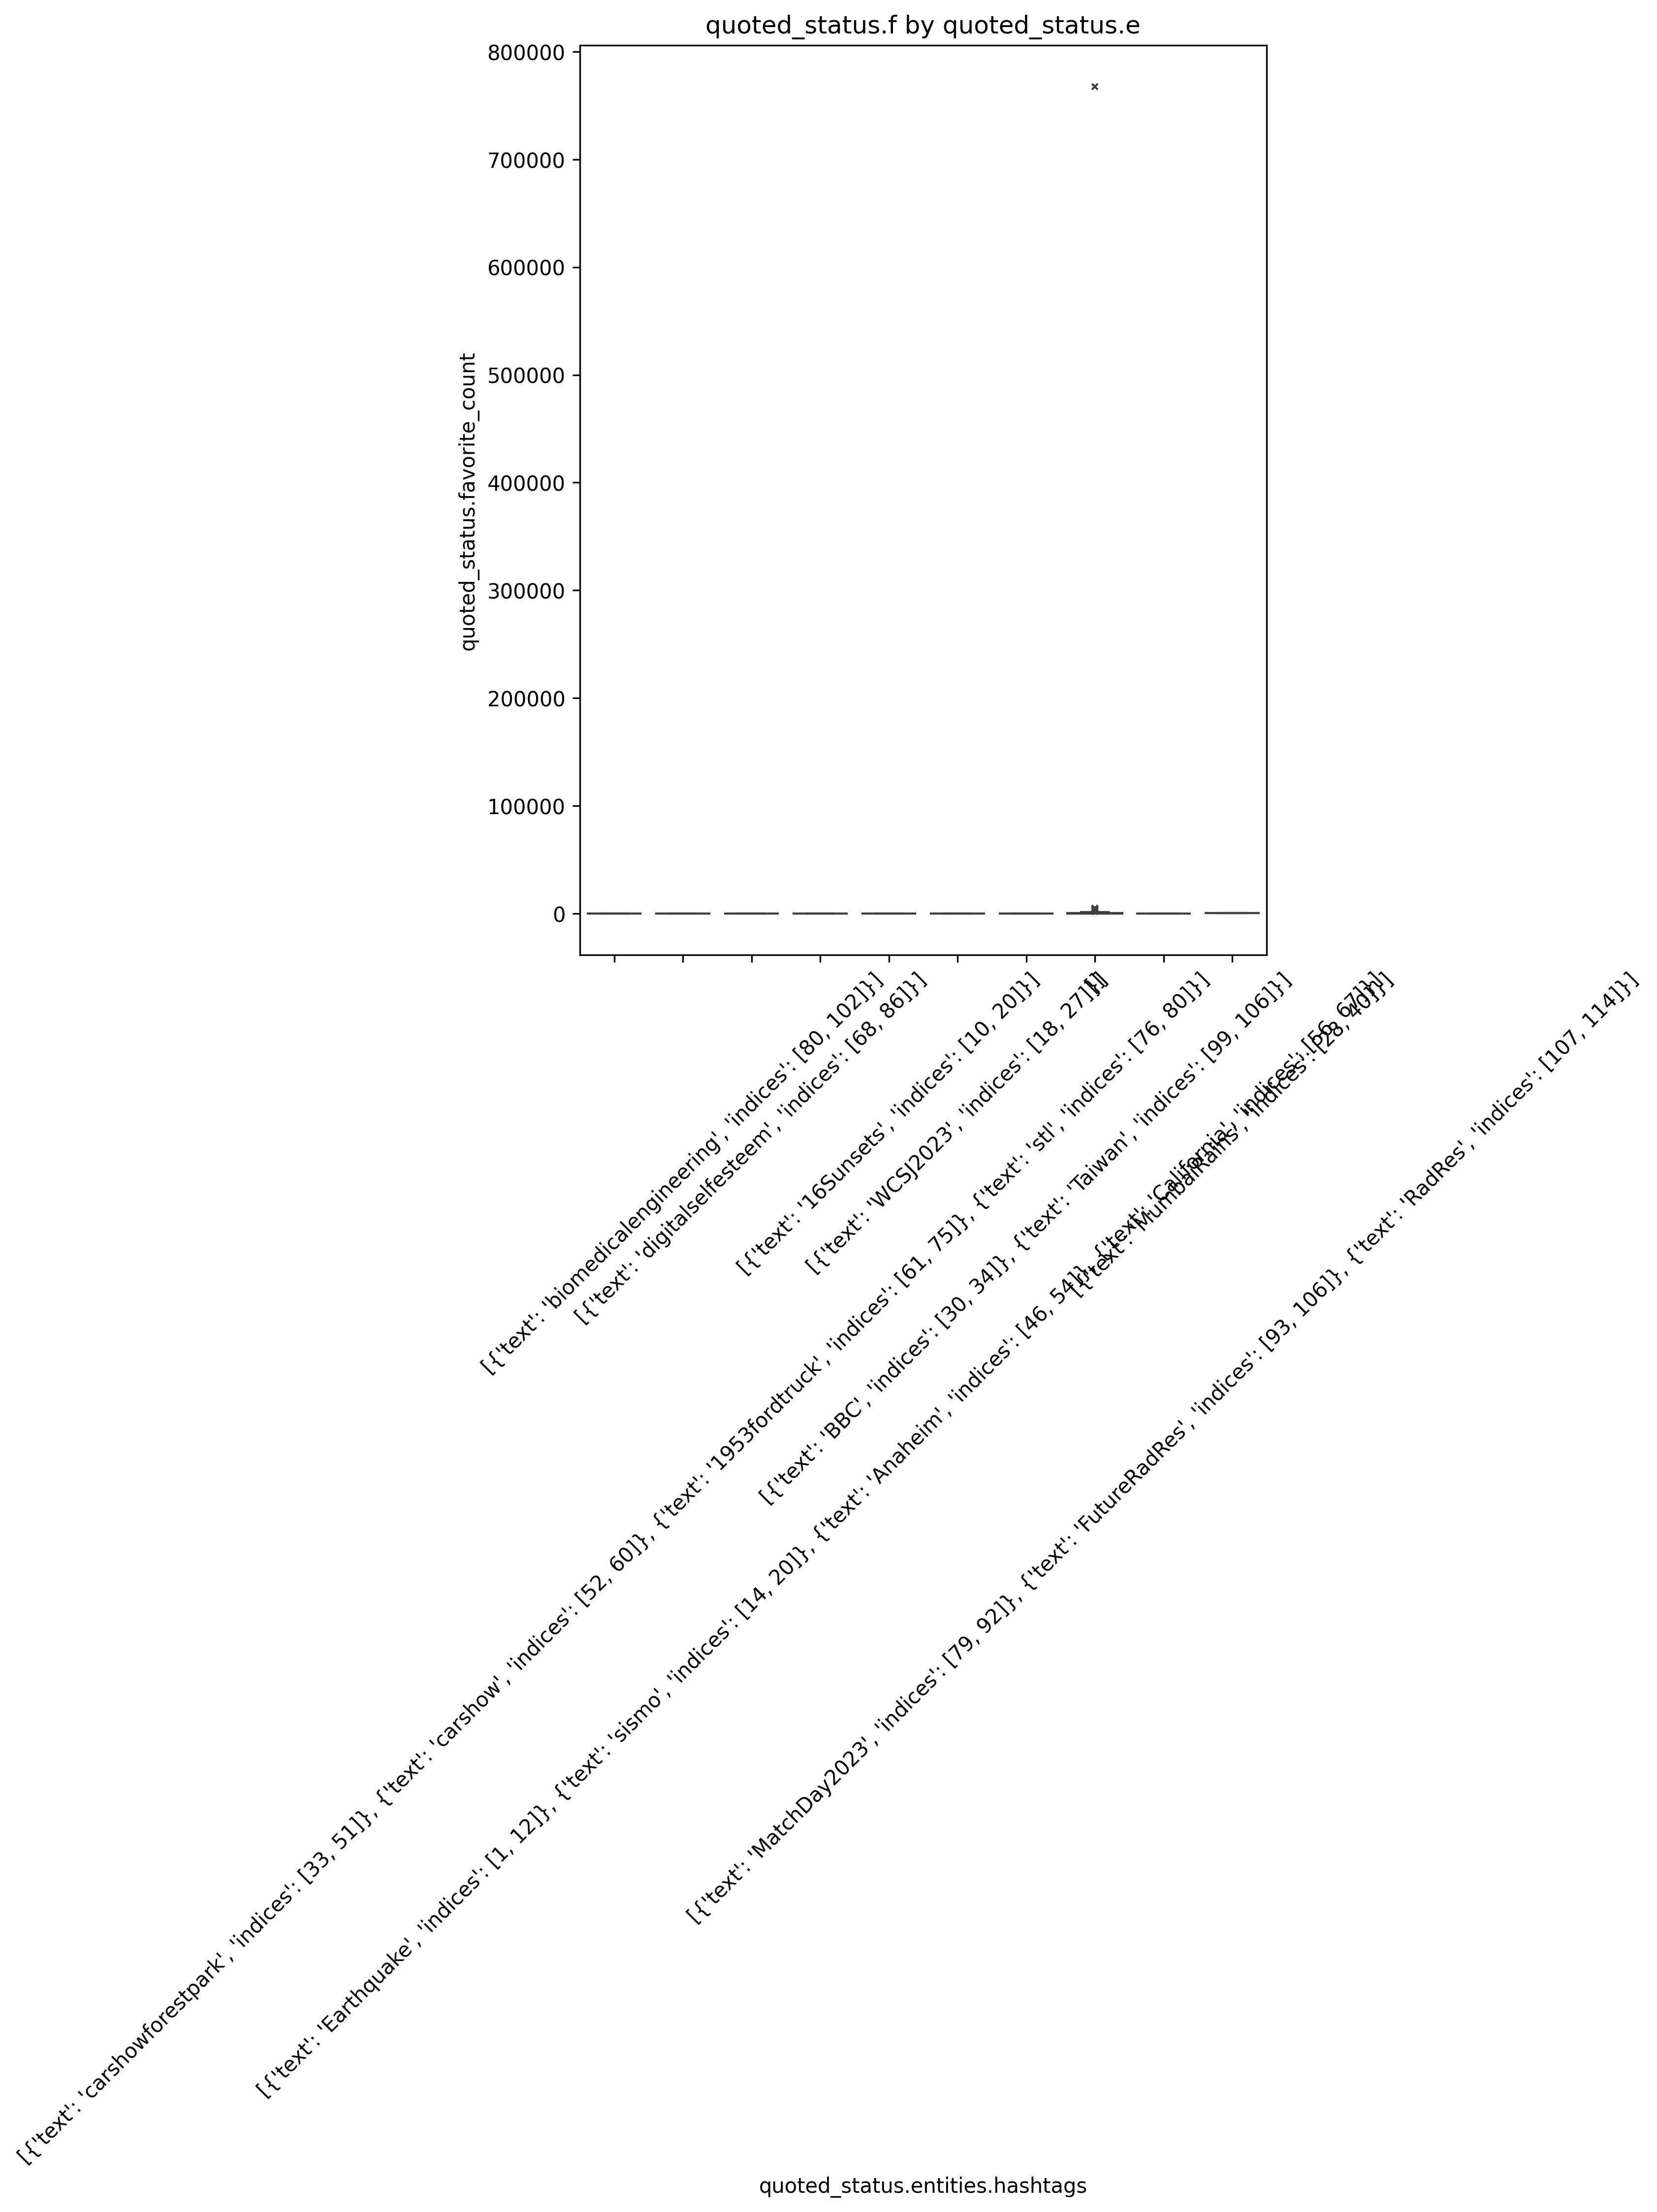 quoted_status.f by quoted_status.e
800000
700000
600000
500000
400000
300000
200000
100000
0
quoted_status.favorite_count
[{'text': 'carshowforestpark', 'indices': [33, 51]}, {'text': 'carshow', 'indices': [52, 60]}, {'text': '1953fordtruck', 'indices': [61, 75]}, {'text': 'stl', 'indices': [76, 80]}]
[{'text': 'biomedicalengineering', 'indices': [80, 102]}]
[{'text': 'digitalselfesteem', 'indices': [68, 86]}]
[{'text': 'Earthquake', 'indices': [1, 12]}, {'text': 'sismo', 'indices': [14, 20]}, {'text': 'Anaheim', 'indices': [46, 54]}, {'text': 'California', 'indices': [56, 67]}]
[{'text': '16Sunsets', 'indices': [10, 20]}]
[{'text': 'WCSJ2023', 'indices': [18, 27]}]
[{'text': 'BBC', 'indices': [30, 34]}, {'text': 'Taiwan', 'indices': [99, 106]}]
[]
[{'text': 'MatchDay2023', 'indices': [79, 92]}, {'text': 'FutureRadRes', 'indices': [93, 106]}, {'text': 'RadRes', 'indices': [107, 114]}]
[{'text': 'MumbaiRains', 'indices': [28, 40]}]
quoted_status.entities.hashtags